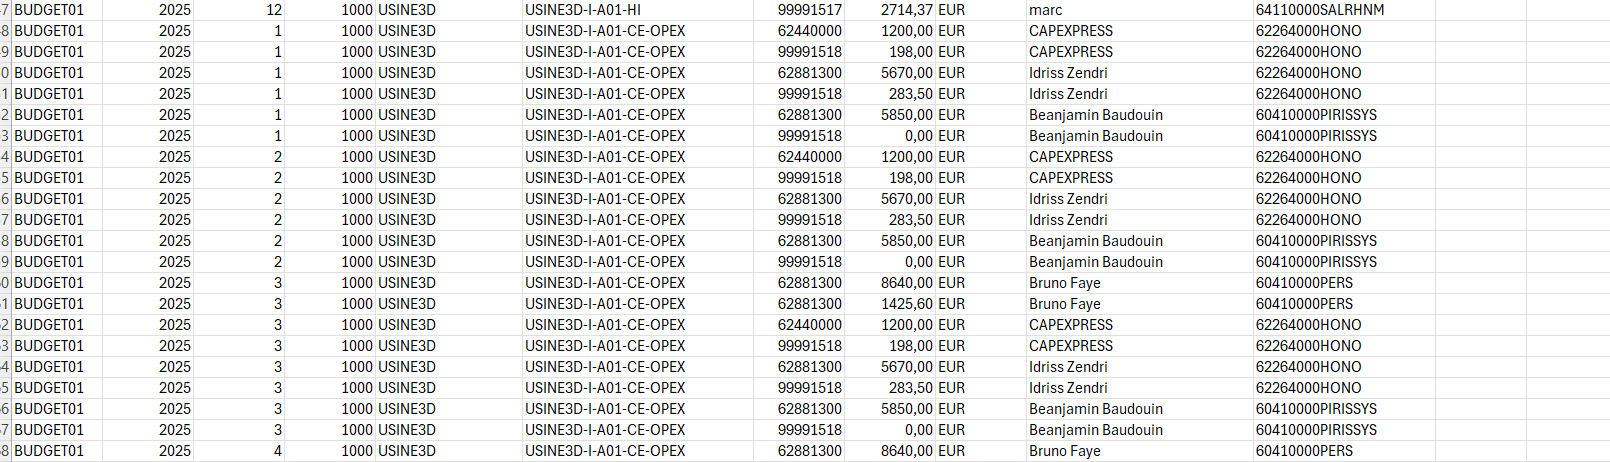 7 BUDGET01 2025 12 1000 USINE3D USINE3D-I-A01-HI 99991517 2714,37 EUR marc 64110000SALRHNM
8 BUDGET01 2025 1 1000 USINE3D USINE3D-I-A01-CE-OPEX 62440000 1200,00 EUR CAPEXPRESS 62264000HONO
9 BUDGET01 2025 1 1000 USINE3D USINE3D-I-A01-CE-OPEX 99991518 198,00 EUR CAPEXPRESS 62264000HONO
0 BUDGET01 2025 1 1000 USINE3D USINE3D-I-A01-CE-OPEX 62881300 5670,00 EUR Idriss Zendri 62264000HONO
1 BUDGET01 2025 1 1000 USINE3D USINE3D-I-A01-CE-OPEX 99991518 283,50 EUR Idriss Zendri 62264000HONO
2 BUDGET01 2025 1 1000 USINE3D USINE3D-I-A01-CE-OPEX 62881300 5850,00 EUR Beanjamin Baudouin 60410000PIRISSYS
3 BUDGET01 2025 1 1000 USINE3D USINE3D-I-A01-CE-OPEX 99991518 0,00 EUR Beanjamin Baudouin 60410000PIRISSYS
4 BUDGET01 2025 2 1000 USINE3D USINE3D-I-A01-CE-OPEX 62440000 1200,00 EUR CAPEXPRESS 62264000HONO
5 BUDGET01 2025 2 1000 USINE3D USINE3D-I-A01-CE-OPEX 99991518 198,00 EUR CAPEXPRESS 62264000HONO
6 BUDGET01 2025 2 1000 USINE3D USINE3D-I-A01-CE-OPEX 62881300 5670,00 EUR Idriss Zendri 62264000HONO
7 BUDGET01 2025 2 1000 USINE3D USINE3D-I-A01-CE-OPEX 99991518 283,50 EUR Idriss Zendri 62264000HONO
8 BUDGET01 2025 2 1000 USINE3D USINE3D-I-A01-CE-OPEX 62881300 5850,00 EUR Beanjamin Baudouin 60410000PIRISSYS
9 BUDGET01 2025 2 1000 USINE3D USINE3D-I-A01-CE-OPEX 99991518 0,00 EUR Beanjamin Baudouin 60410000PIRISSYS
0 BUDGET01 2025 3 1000 USINE3D USINE3D-I-A01-CE-OPEX 62881300 8640,00 EUR Bruno Faye 60410000PERS
1 BUDGET01 2025 3 1000 USINE3D USINE3D-I-A01-CE-OPEX 62881300 1425,60 EUR Bruno Faye 60410000PERS
2 BUDGET01 2025 3 1000 USINE3D USINE3D-I-A01-CE-OPEX 62440000 1200,00 EUR CAPEXPRESS 62264000HONO
3 BUDGET01 2025 3 1000 USINE3D USINE3D-I-A01-CE-OPEX 99991518 198,00 EUR CAPEXPRESS 62264000HONO
4 BUDGET01 2025 3 1000 USINE3D USINE3D-I-A01-CE-OPEX 62881300 5670,00 EUR Idriss Zendri 62264000HONO
5 BUDGET01 2025 3 1000 USINE3D USINE3D-I-A01-CE-OPEX 99991518 283,50 EUR Idriss Zendri 62264000HONO
6 BUDGET01 2025 3 1000 USINE3D USINE3D-I-A01-CE-OPEX 62881300 5850,00 EUR Beanjamin Baudouin 60410000PIRISSYS
7 BUDGET01 2025 3 1000 USINE3D USINE3D-I-A01-CE-OPEX 99991518 0,00 EUR Beanjamin Baudouin 60410000PIRISSYS
8 BUDGET01 2025 4 1000 USINE3D USINE3D-I-A01-CE-OPEX 62881300 8640,00 EUR Bruno Faye 60410000PERS